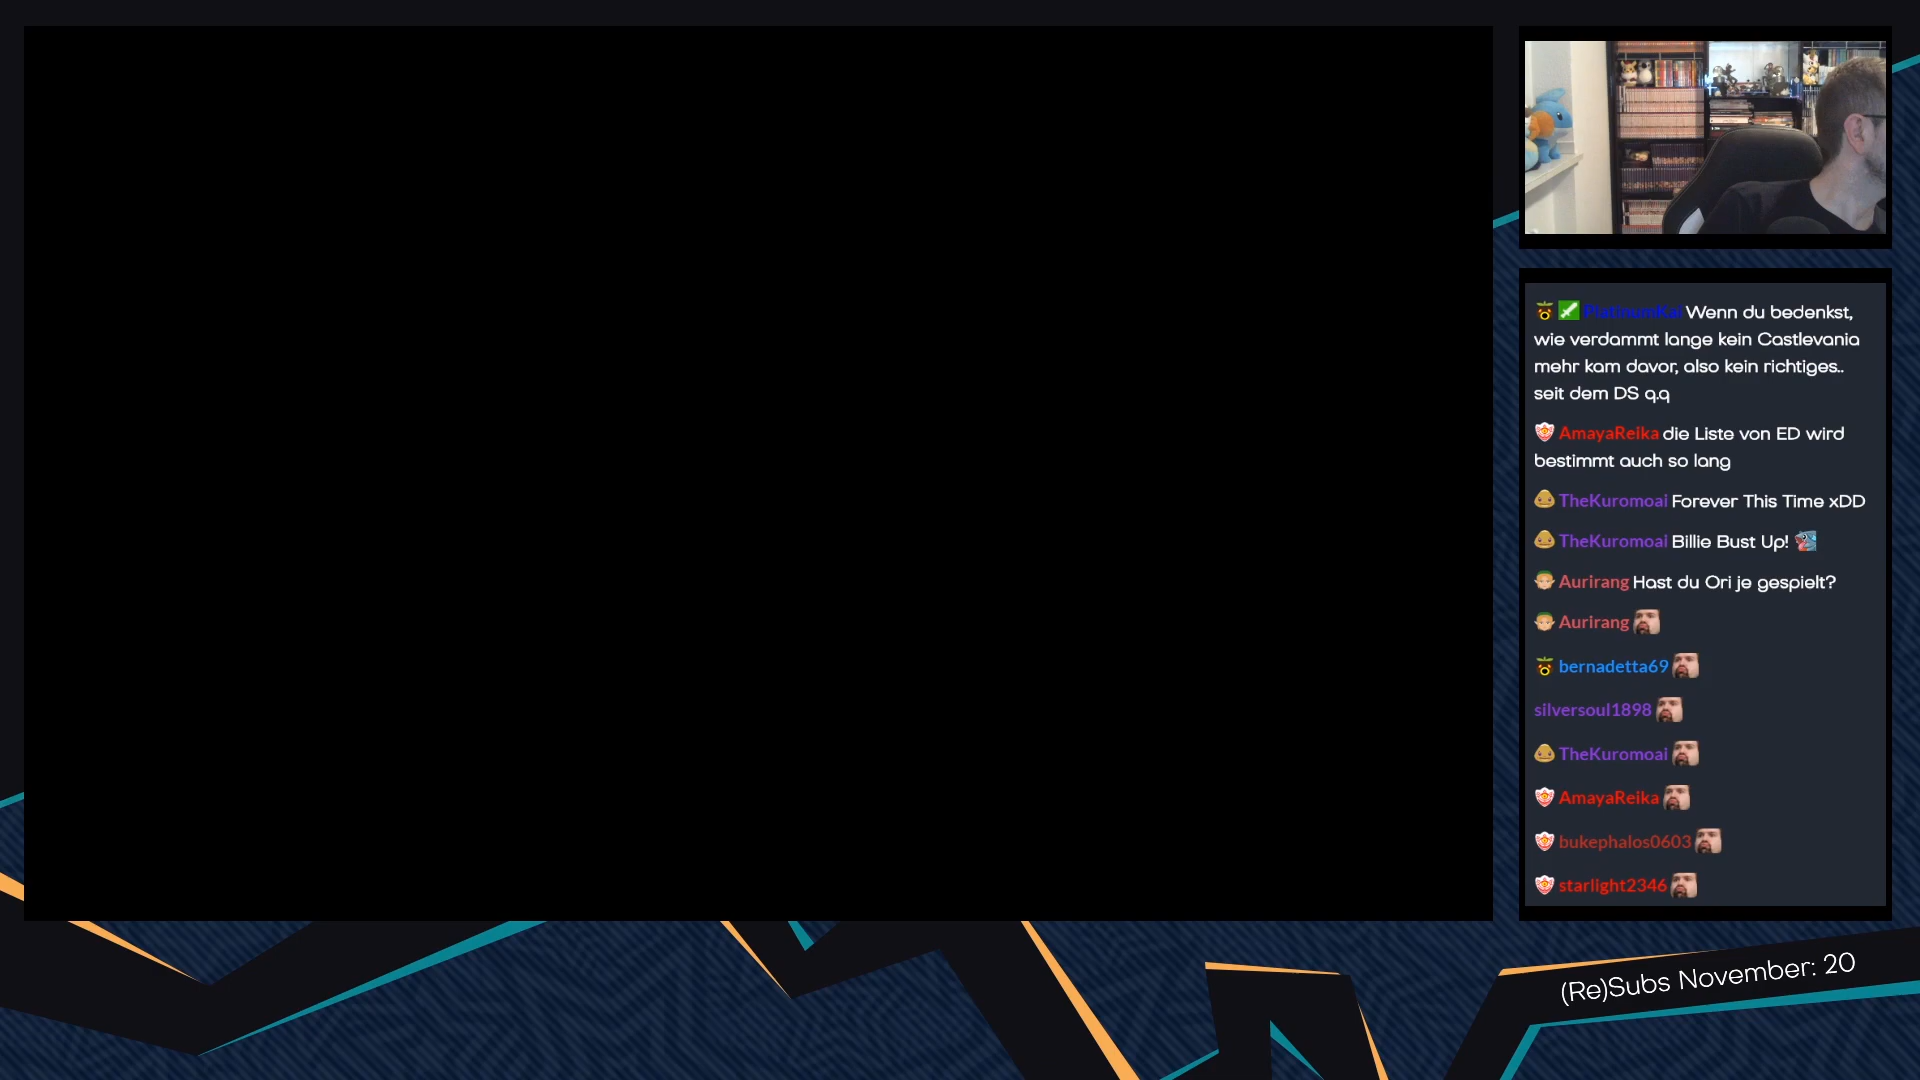 PlatinumKai Wenn du bedenkst,
wie verdammt lange kein Castlevania
mehr kam davor, also kein richtiges..
seit dem DS q.q
AmayaReika die Liste von ED wird
bestimmt auch so lang
TheKuromoai Forever This Time xDD
TheKuromoai Billie Bust Up!
Aurirang Hast du Ori je gespielt?
Aurirang
bernadetta69
silversoul1898
TheKuromoai
AmayaReika
bukephalos0603
starlight2346
(Re)Subs November: 20